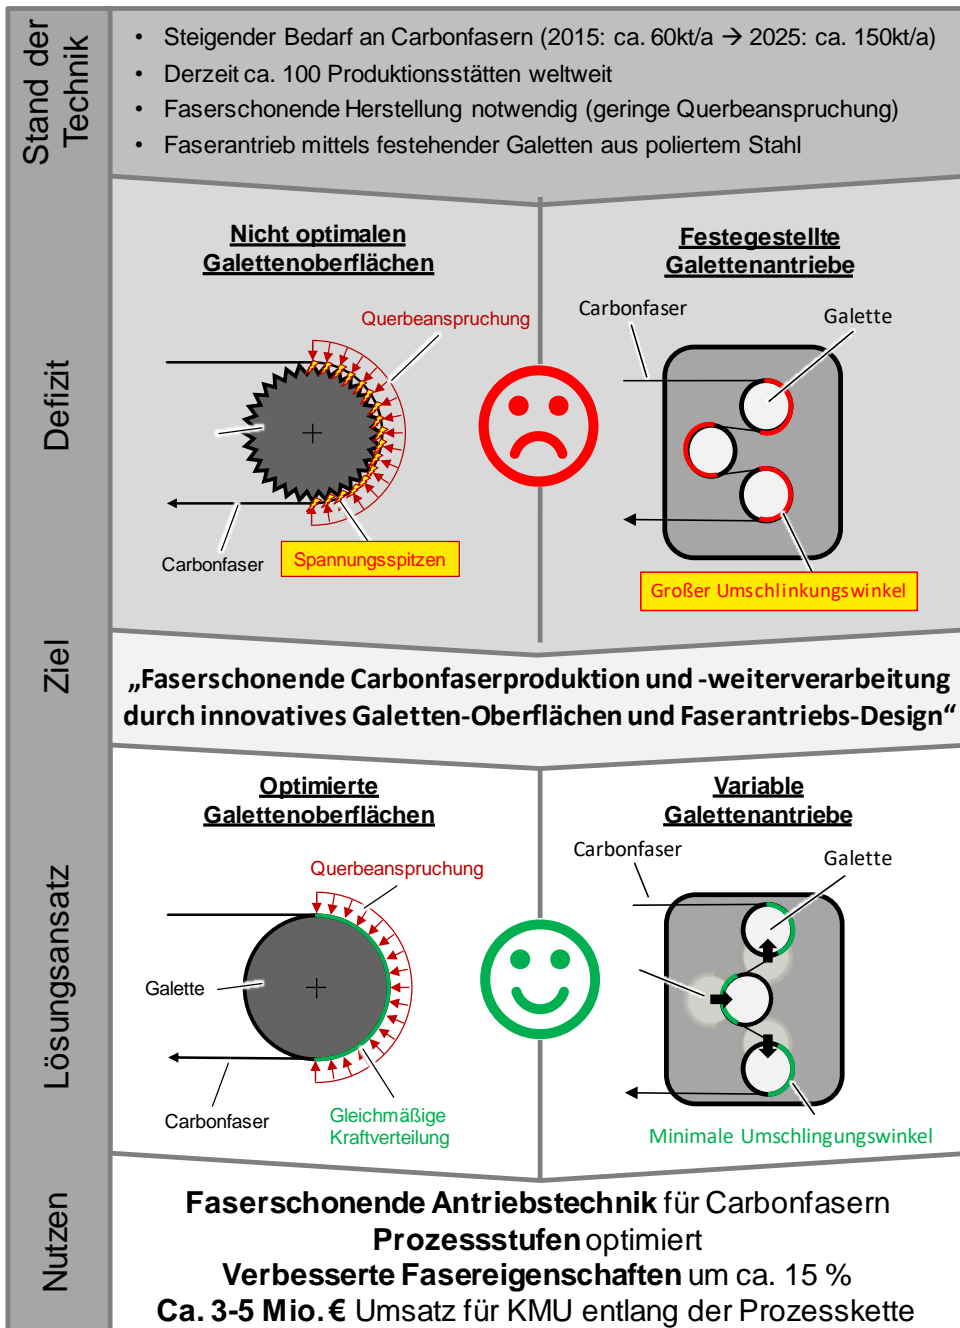 Stand der
Technik
• Steigender Bedarf an Carbonfasern (2015: ca. 60kt/a → 2025: ca. 150kt/a)
• Derzeit ca. 100 Produktionsstätten weltweit
• Faserschonende Herstellung notwendig (geringe Querbeanspruchung)
• Faserantrieb mittels festehender Galetten aus poliertem Stahl
Defizit
Nicht optimalen
Galettenoberflächen
Querbeanspruchung
Carbonfaser
Spannungsspitzen
Festegestellte
Galettenantriebe
Carbonfaser
Galette
Großer Umschlinkungswinkel
Ziel
„Faserschonende Carbonfaserproduktion und -weiterverarbeitung
durch innovatives Galetten-Oberflächen und Faserantriebs-Design“
Lösungsansatz
Optimierte
Galettenoberflächen
Querbeanspruchung
Galette
Carbonfaser
Gleichmäßige
Kraftverteilung
Variable
Galettenantriebe
Carbonfaser
Galette
Minimale Umschlingungswinkel
Nutzen
Faserschonende Antriebstechnik für Carbonfasern
Prozessstufen optimiert
Verbesserte Fasereigenschaften um ca. 15 %
Ca. 3-5 Mio. € Umsatz für KMU entlang der Prozesskette